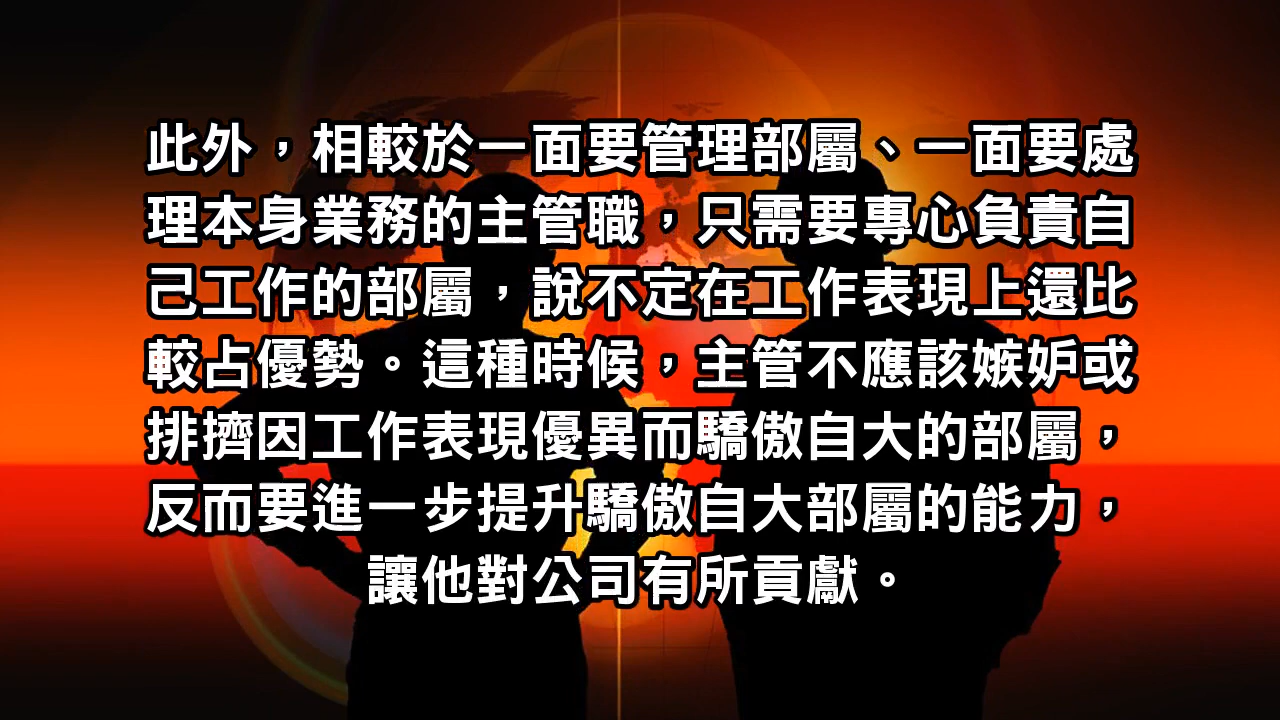 此外，相較於一面要管理部屬、一面要處
理本身業務的主管職，只需要專心負責自
己工作的部屬，說不定在工作表現上還比
較占優勢。這種時候，主管不應該嫉妒或
排擠因工作表現優異而驕傲自大的部屬，
反而要進一步提升驕傲自大部屬的能力，
讓他對公司有所貢獻。